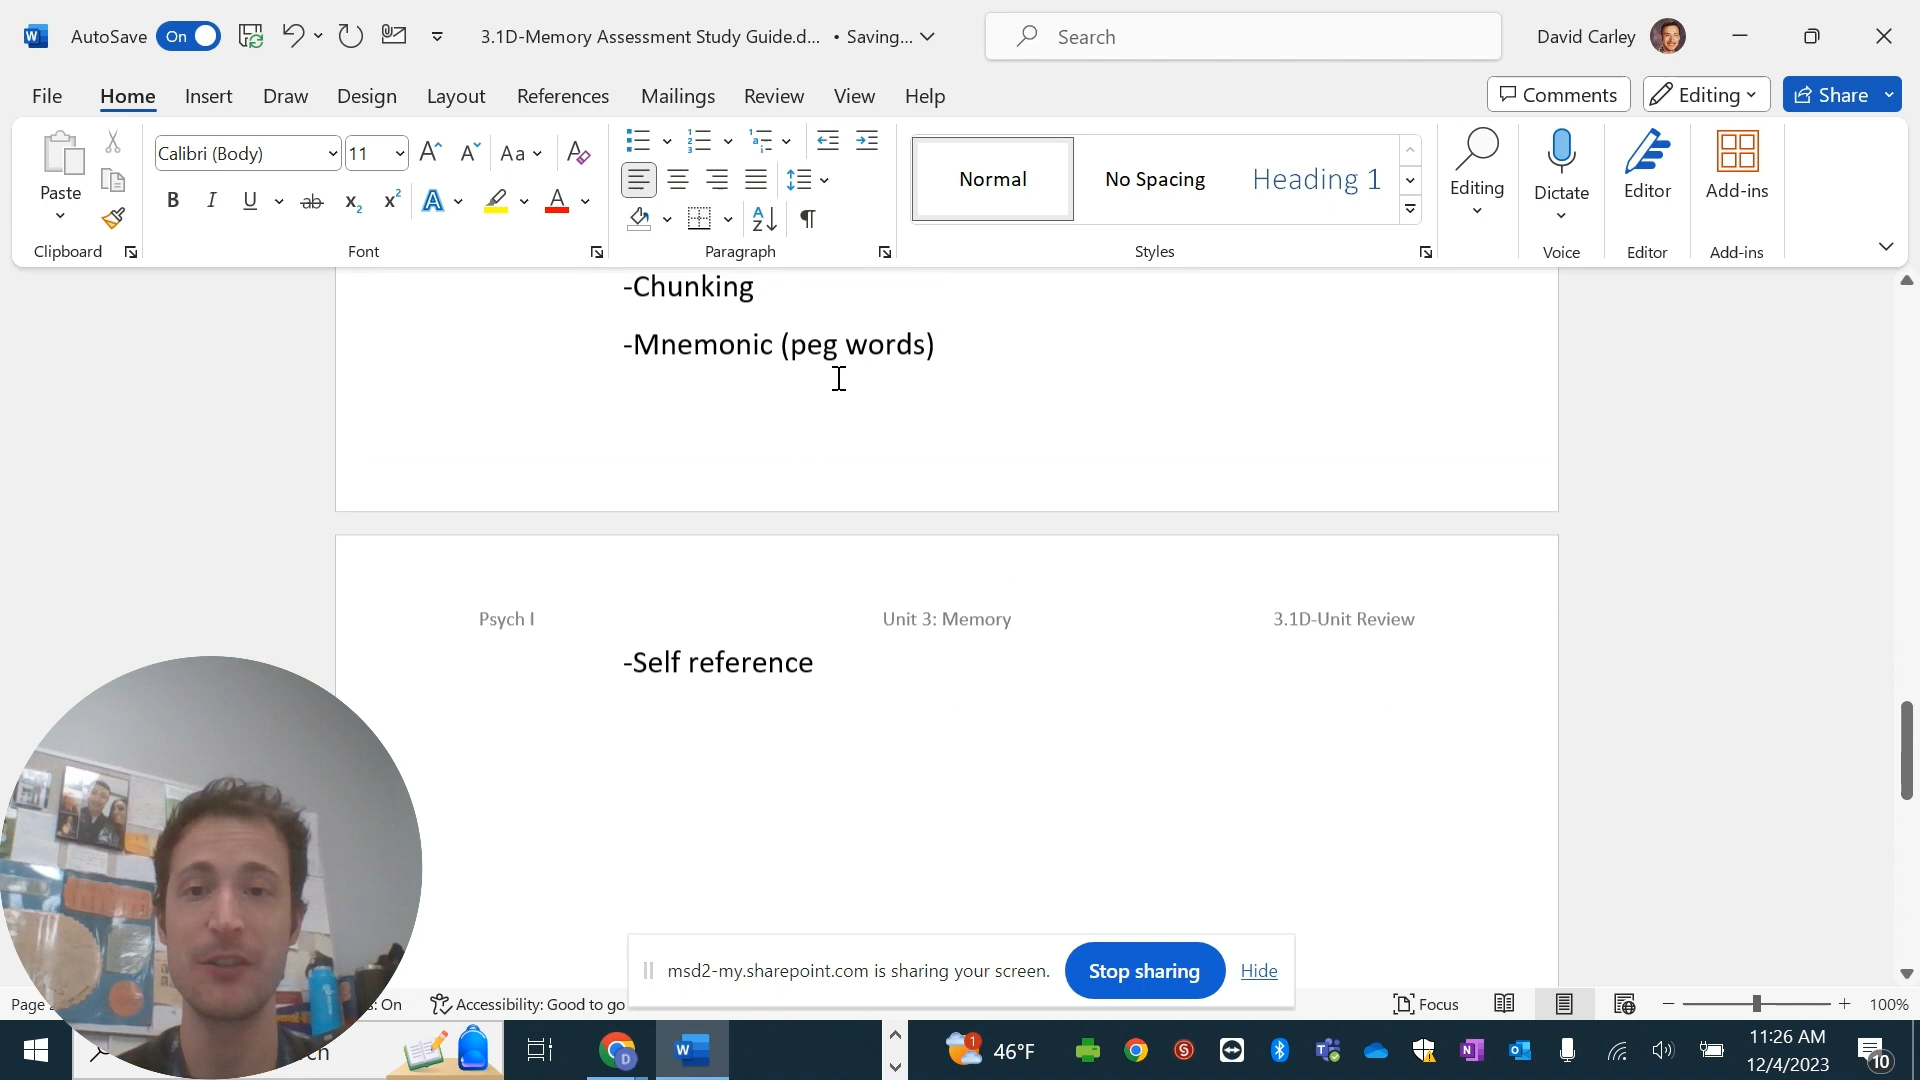 AutoSave On 3.1D-Memory Assessment Study Guide.d... • Saving... Search David Carley
File Home Insert Draw Design Layout References Mailings Review View Help Comments Editing Share
Paste
Calibri (Body) 11 Aa
Normal No Spacing Heading 1
Editing Dictate Editor Add-ins
Clipboard Font Paragraph Styles Voice Editor Add-ins
-Chunking
-Mnemonic (peg words)
Psych I Unit 3: Memory 3.1D-Unit Review
-Self reference
msd2-my.sharepoint.com is sharing your screen. Stop sharing Hide
Page On Accessibility: Good to go Focus 100%
46°F 11:26 AM
12/4/2023 10